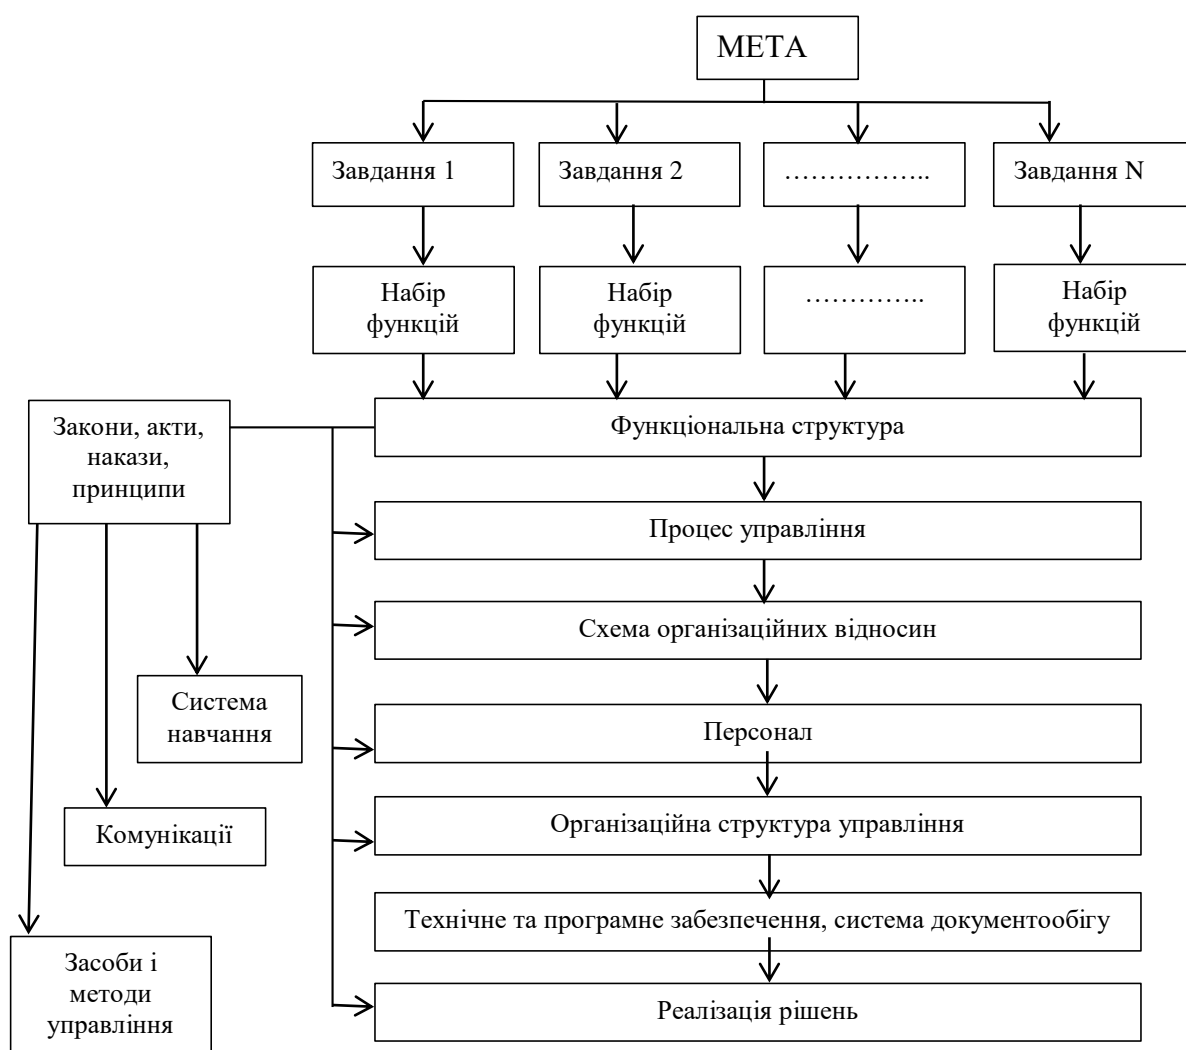 МЕТА
Завдання 1
Завдання 2
……………..
Завдання N
Набір
функцій
Набір
функцій
…………..
Набір
функцій
Закони, акти,
накази,
принципи
Функціональна структура
Процес управління
Схема організаційних відносин
Система
навчання
Персонал
Комунікації
Організаційна структура управління
Технічне та програмне забезпечення, система документообігу
Засоби і
методи
управління
Реалізація рішень